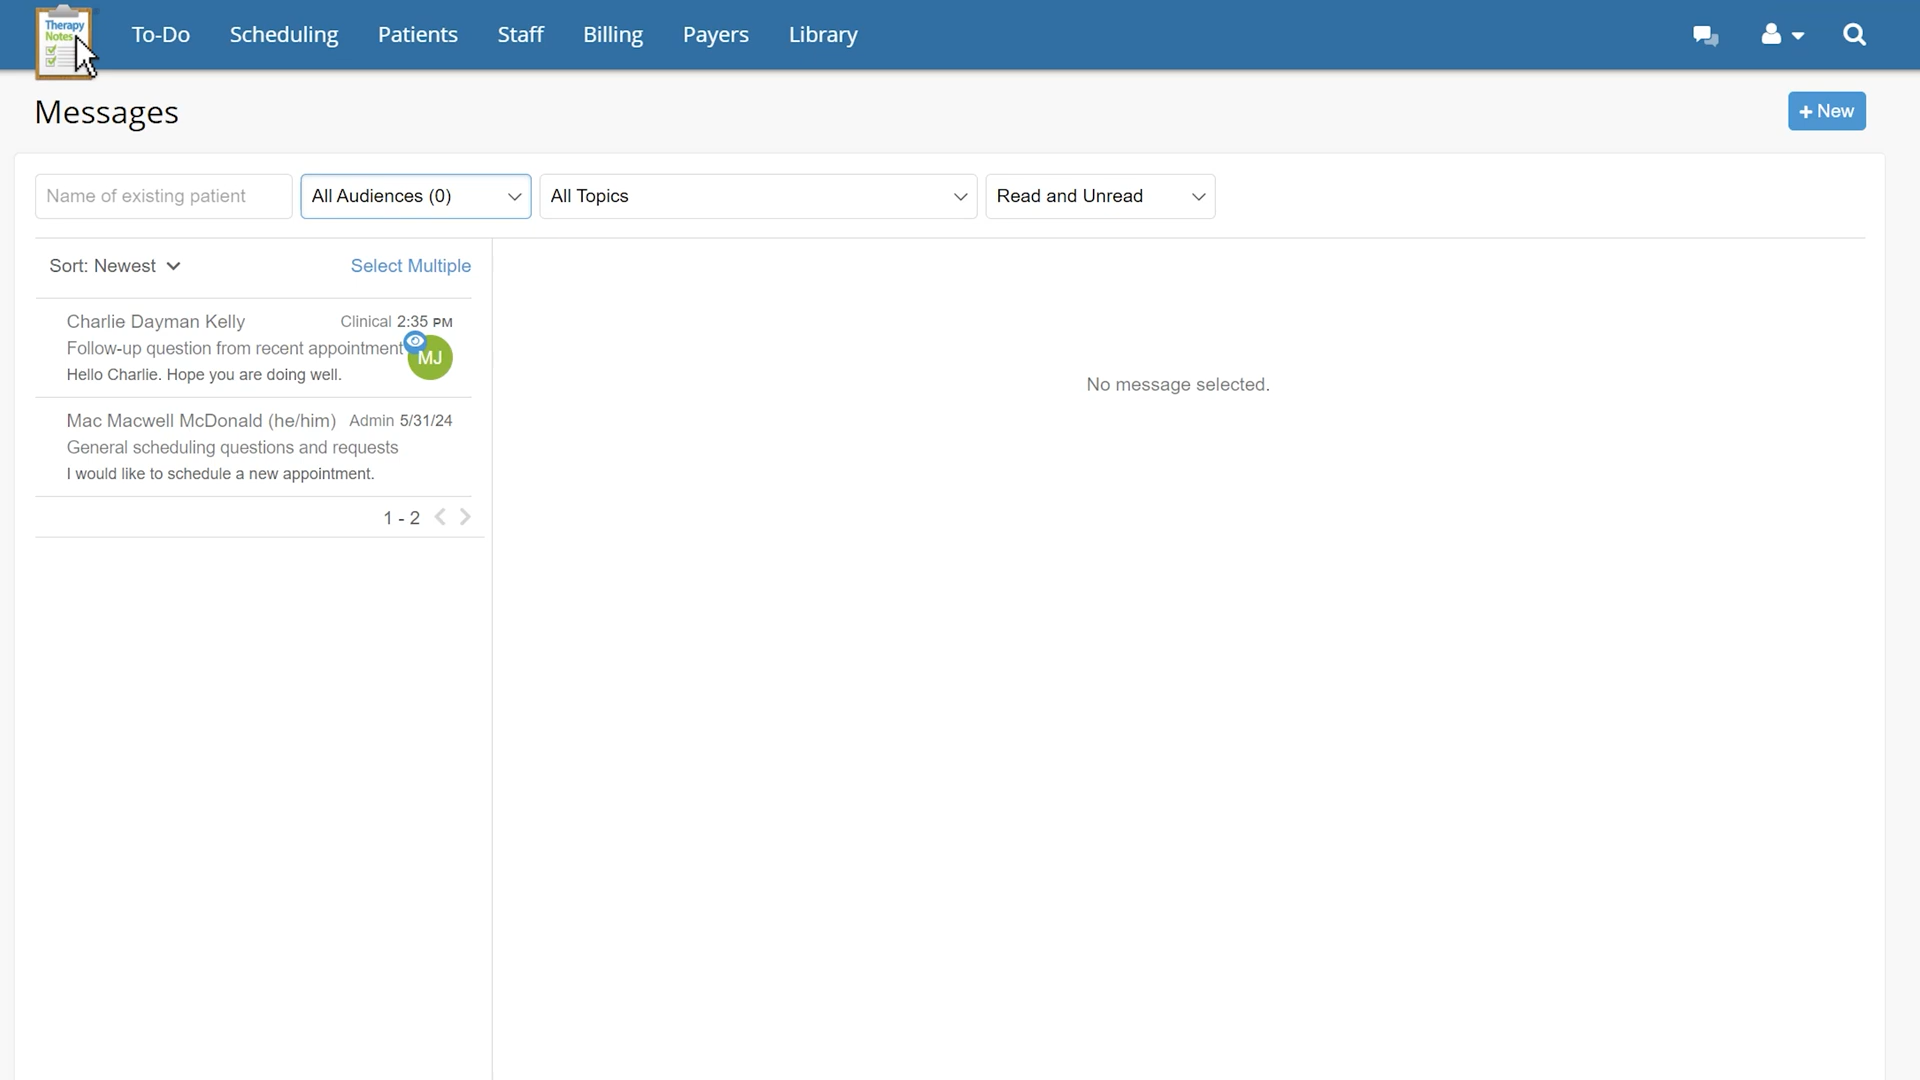 Therapy
Notes
To-Do Scheduling Patients Staff Billing Payers Library
Messages
+ New
Name of existing patient All Audiences (0) All Topics Read and Unread
Sort: Newest Select Multiple
Charlie Dayman Kelly Clinical 2:35 PM
Follow-up question from recent appointment
MJ
Hello Charlie. Hope you are doing well.
Mac Macwell McDonald (he/him) Admin 5/31/24
General scheduling questions and requests
I would like to schedule a new appointment.
1 - 2
No message selected.